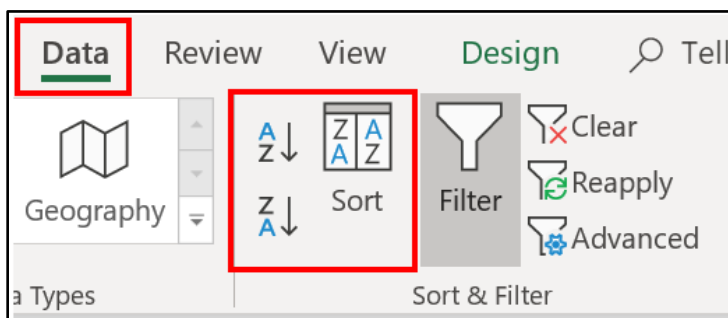 Data Review View Design Tell
A
Z
Z
A
Z A
A Z
Geography
Sort
Filter
Clear
Reapply
Advanced
a Types
Sort & Filter